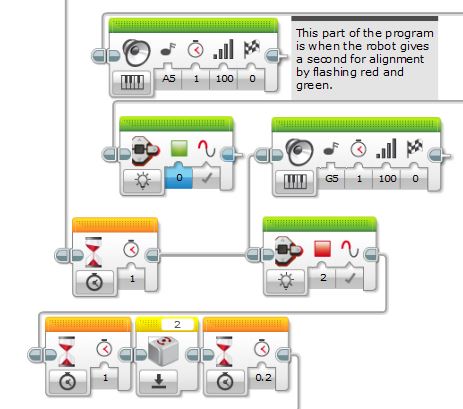 This part of the program
is when the robot gives
a second for alignment
by flashing red and
green.
A5 1 100 0
0
G5 1 100 0
1
2
2
1
0.2